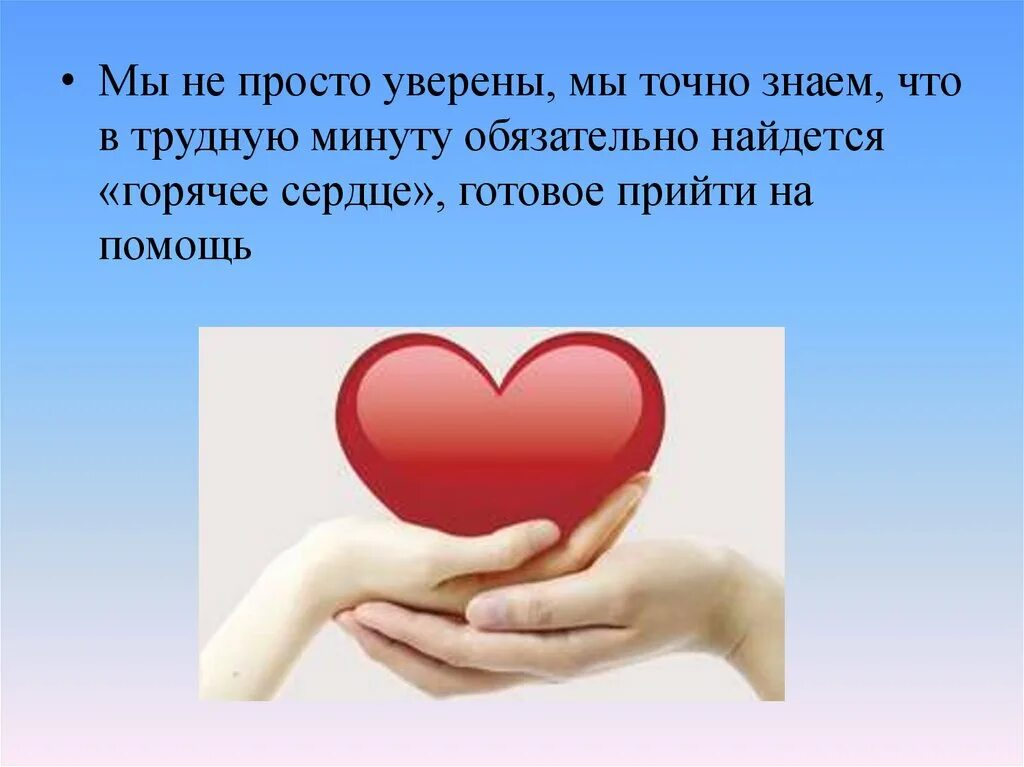 • Мы не просто уверены, мы точно знаем, что
в трудную минуту обязательно найдется
«горячее сердце», готовое прийти на
помощь